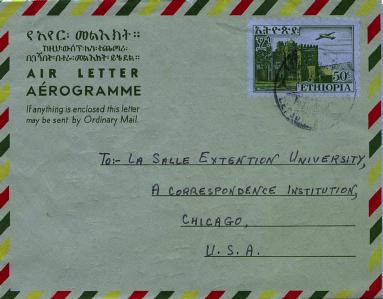 የአየር፡ መልእክት።
AIR LETTER
AÉROGRAMME
If anything is enclosed this letter
may be sent by Ordinary Mail.
ኢትዮጵያ
50c
ETHIOPIA
To:- LA SALLE EXTENTION UNIVERSITY,
A CORRESPONDENCE INSTITUTION,
CHICAGO,
U. S. A.